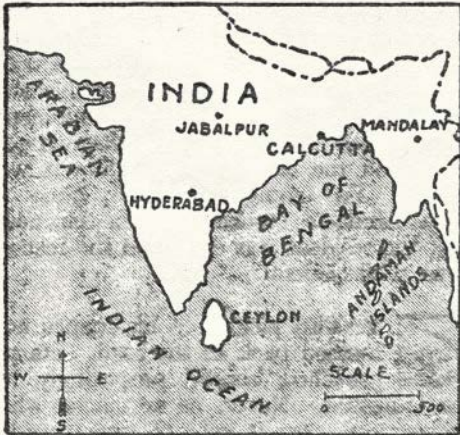 INDIA
JABALPUR
ARABIAN
SEA
CALCUTTA
MANDALAY
HYDERABAD
BAY OF
BENGAL
ANDAMAN
ISLANDS
CEYLON
INDIAN OCEAN
N
W E
S
SCALE
0 500